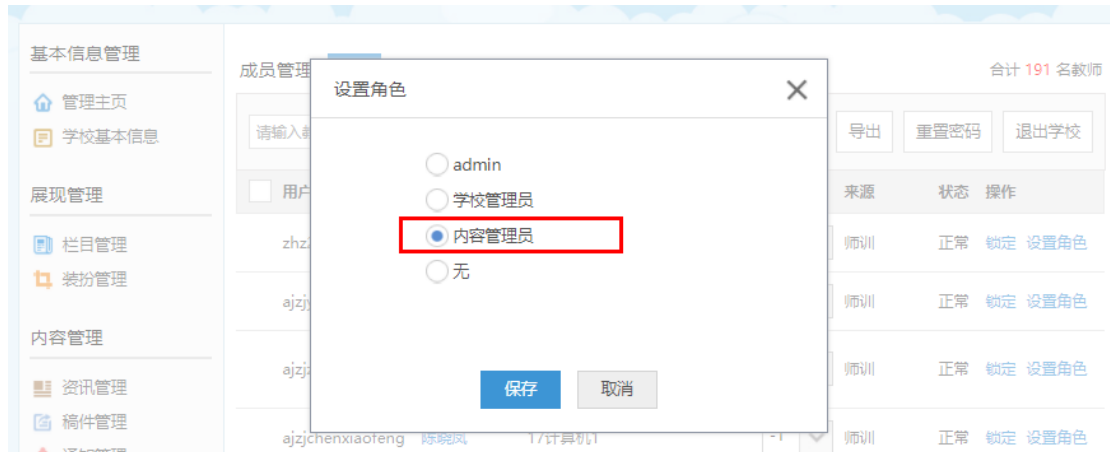 基本信息管理
管理主页
学校基本信息
展现管理
栏目管理
装扮管理
内容管理
资讯管理
稿件管理
成员管理
合计 191 名教师
请输入
导出
重置密码
退出学校
用户
来源
状态
操作
师训
正常
锁定 设置角色
师训
正常
锁定 设置角色
师训
正常
锁定 设置角色
ajzjchenxiaofeng
陈晓凤
17计算机1
-1
师训
正常
锁定 设置角色
设置角色
admin
学校管理员
内容管理员
无
保存
取消